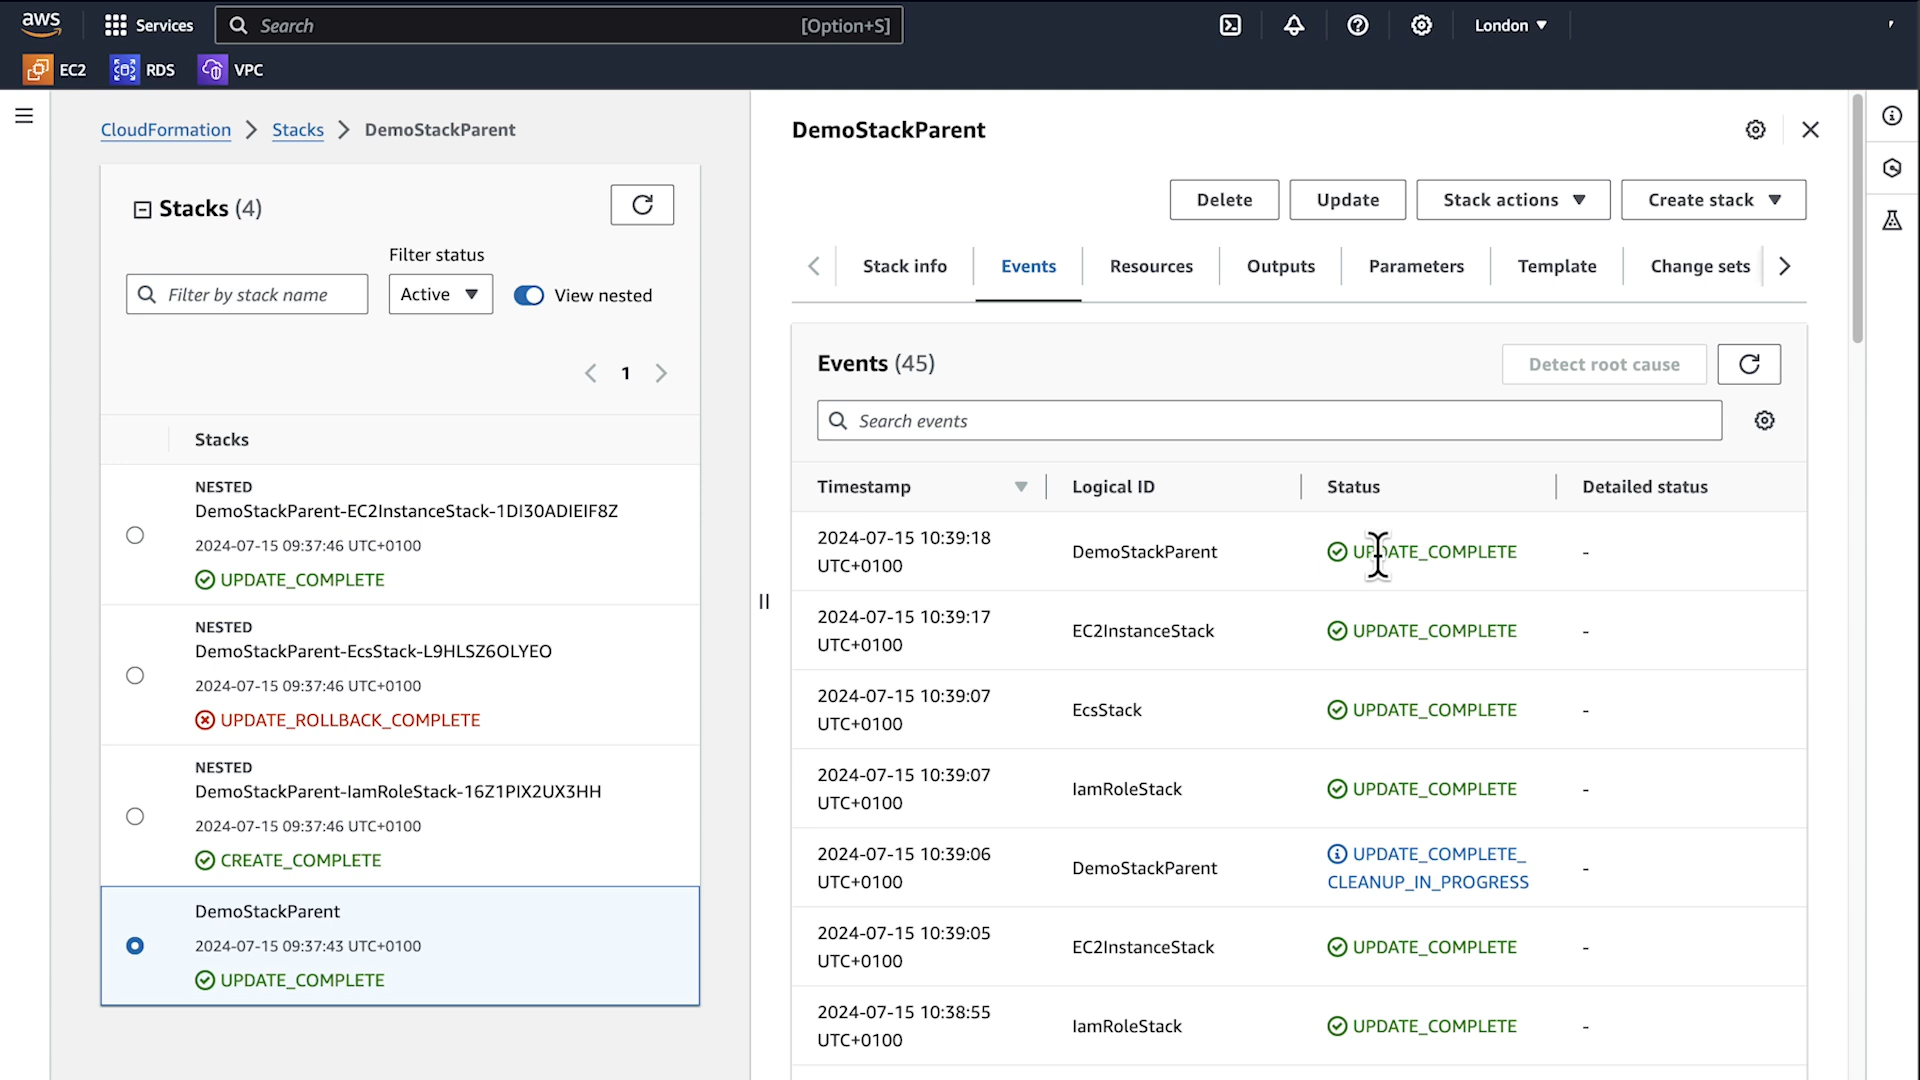 aws
Services
Search
[Option+S]
London
EC2
RDS
VPC
CloudFormation
Stacks
DemoStackParent
Stacks (4)
Filter status
Filter by stack name
Active
View nested
1
Stacks
NESTED
DemoStackParent-EC2InstanceStack-1DI30ADIEIF8Z
2024-07-15 09:37:46 UTC+0100
UPDATE_COMPLETE
NESTED
DemoStackParent-EcsStack-L9HLSZ6OLYEO
2024-07-15 09:37:46 UTC+0100
UPDATE_ROLLBACK_COMPLETE
NESTED
DemoStackParent-IamRoleStack-16Z1PIX2UX3HH
2024-07-15 09:37:46 UTC+0100
CREATE_COMPLETE
DemoStackParent
2024-07-15 09:37:43 UTC+0100
UPDATE_COMPLETE
DemoStackParent
Delete
Update
Stack actions
Create stack
Stack info
Events
Resources
Outputs
Parameters
Template
Change sets
Events (45)
Detect root cause
Search events
Timestamp
Logical ID
Status
Detailed status
2024-07-15 10:39:18
UTC+0100
DemoStackParent
UPDATE_COMPLETE
-
2024-07-15 10:39:17
UTC+0100
EC2InstanceStack
UPDATE_COMPLETE
-
2024-07-15 10:39:07
UTC+0100
EcsStack
UPDATE_COMPLETE
-
2024-07-15 10:39:07
UTC+0100
IamRoleStack
UPDATE_COMPLETE
-
2024-07-15 10:39:06
UTC+0100
DemoStackParent
UPDATE_COMPLETE_
CLEANUP_IN_PROGRESS
-
2024-07-15 10:39:05
UTC+0100
EC2InstanceStack
UPDATE_COMPLETE
-
2024-07-15 10:38:55
UTC+0100
IamRoleStack
UPDATE_COMPLETE
-